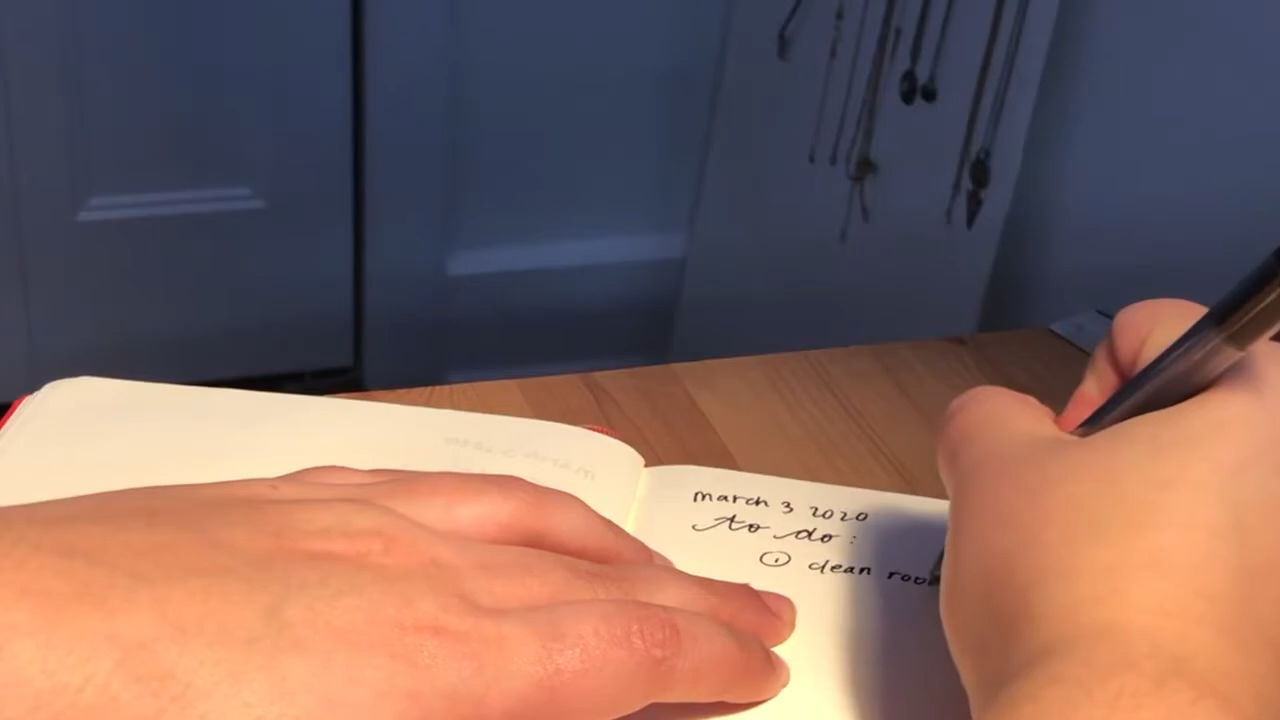 march 3 2020
to do:
① clean roo